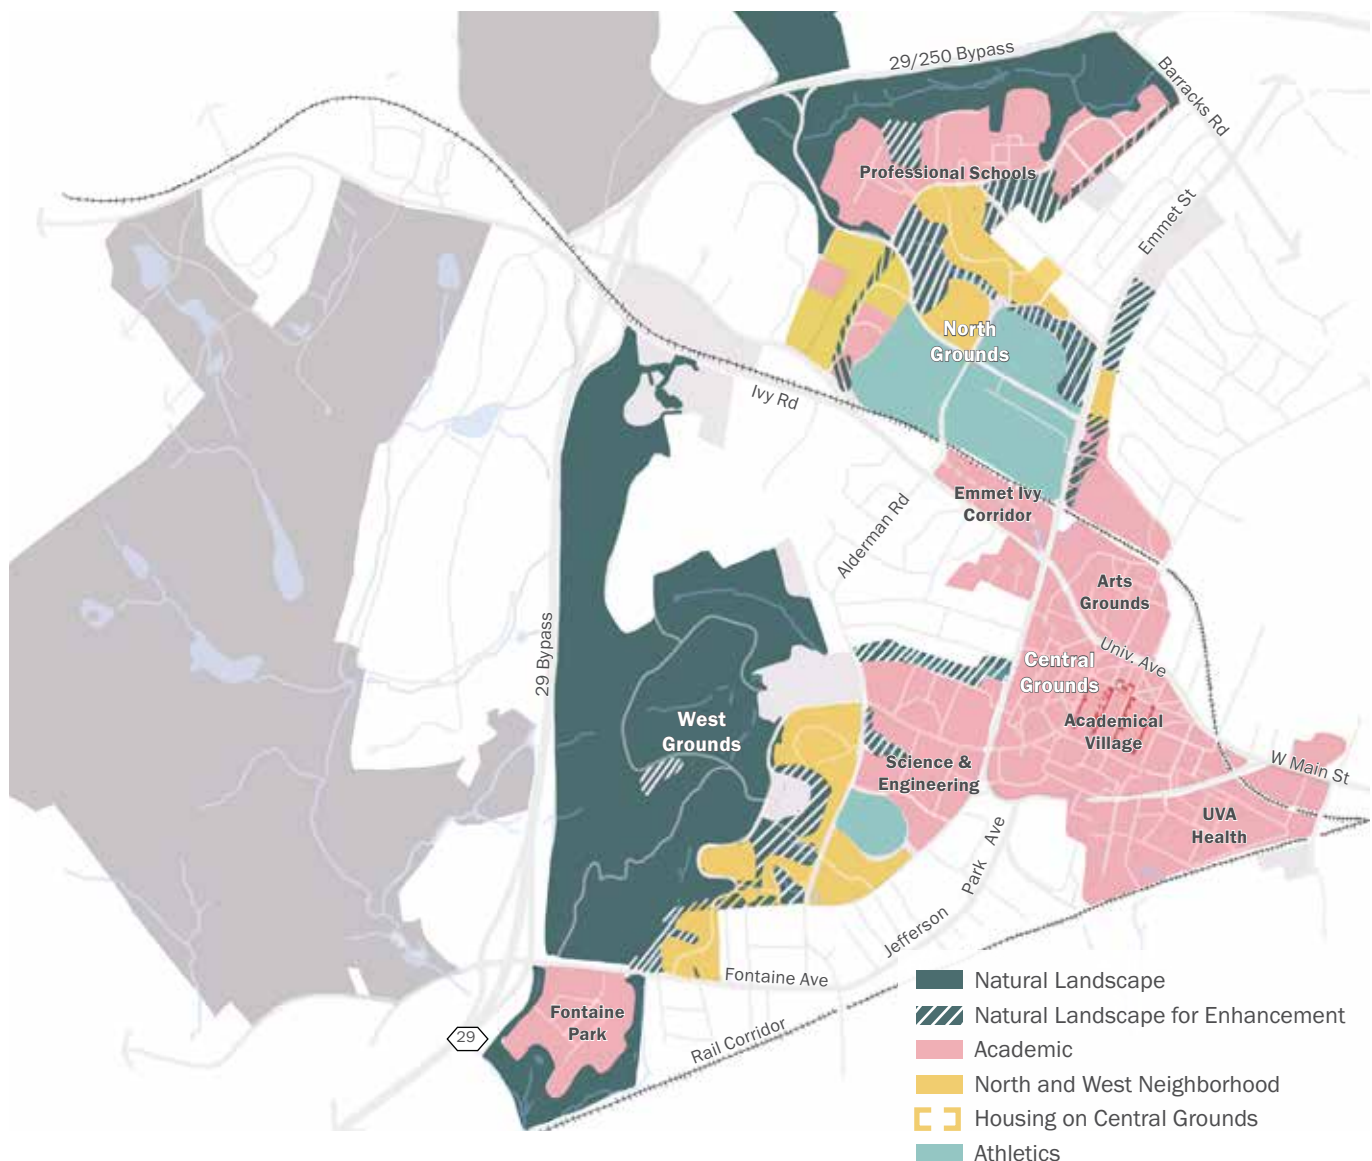 29/250 Bypass
Barracks Rd
Professional Schools
Emmet St
North
Grounds
Ivy Rd
Emmet Ivy
Corridor
Alderman Rd
Arts
Grounds
29 Bypass
Univ. Ave
Central
Grounds
West
Grounds
Academical
Village
Science &
Engineering
W Main St
UVA
Health
Jefferson Park Ave
Fontaine Ave
Fontaine
Park
29
Rail Corridor
Natural Landscape
Natural Landscape for Enhancement
Academic
North and West Neighborhood
Housing on Central Grounds
Athletics